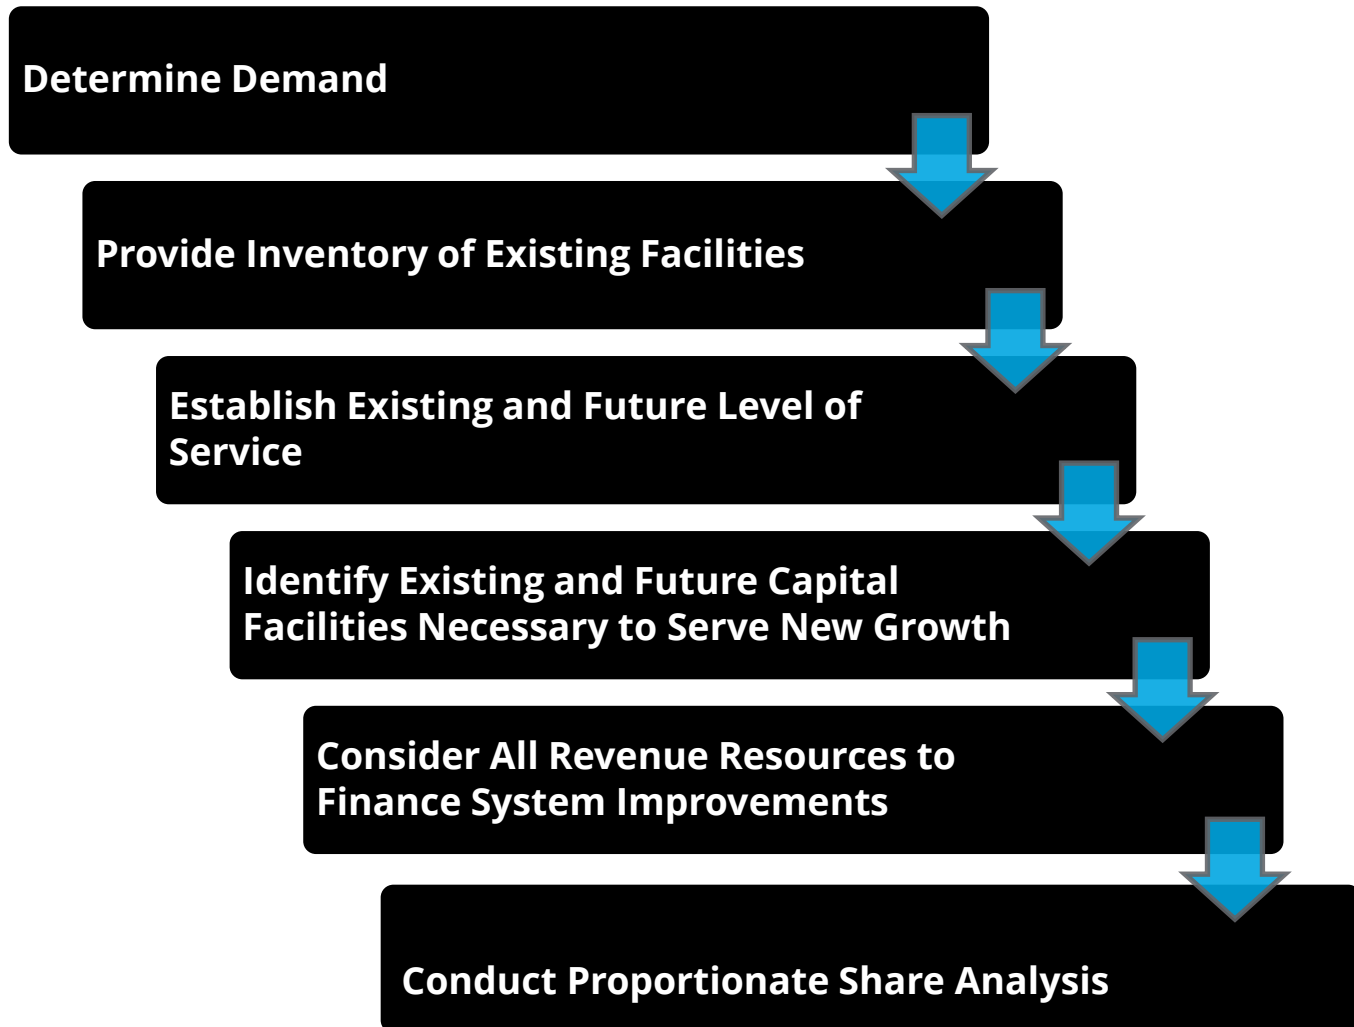 Determine Demand
Provide Inventory of Existing Facilities
Establish Existing and Future Level of
Service
Identify Existing and Future Capital
Facilities Necessary to Serve New Growth
Consider All Revenue Resources to
Finance System Improvements
Conduct Proportionate Share Analysis